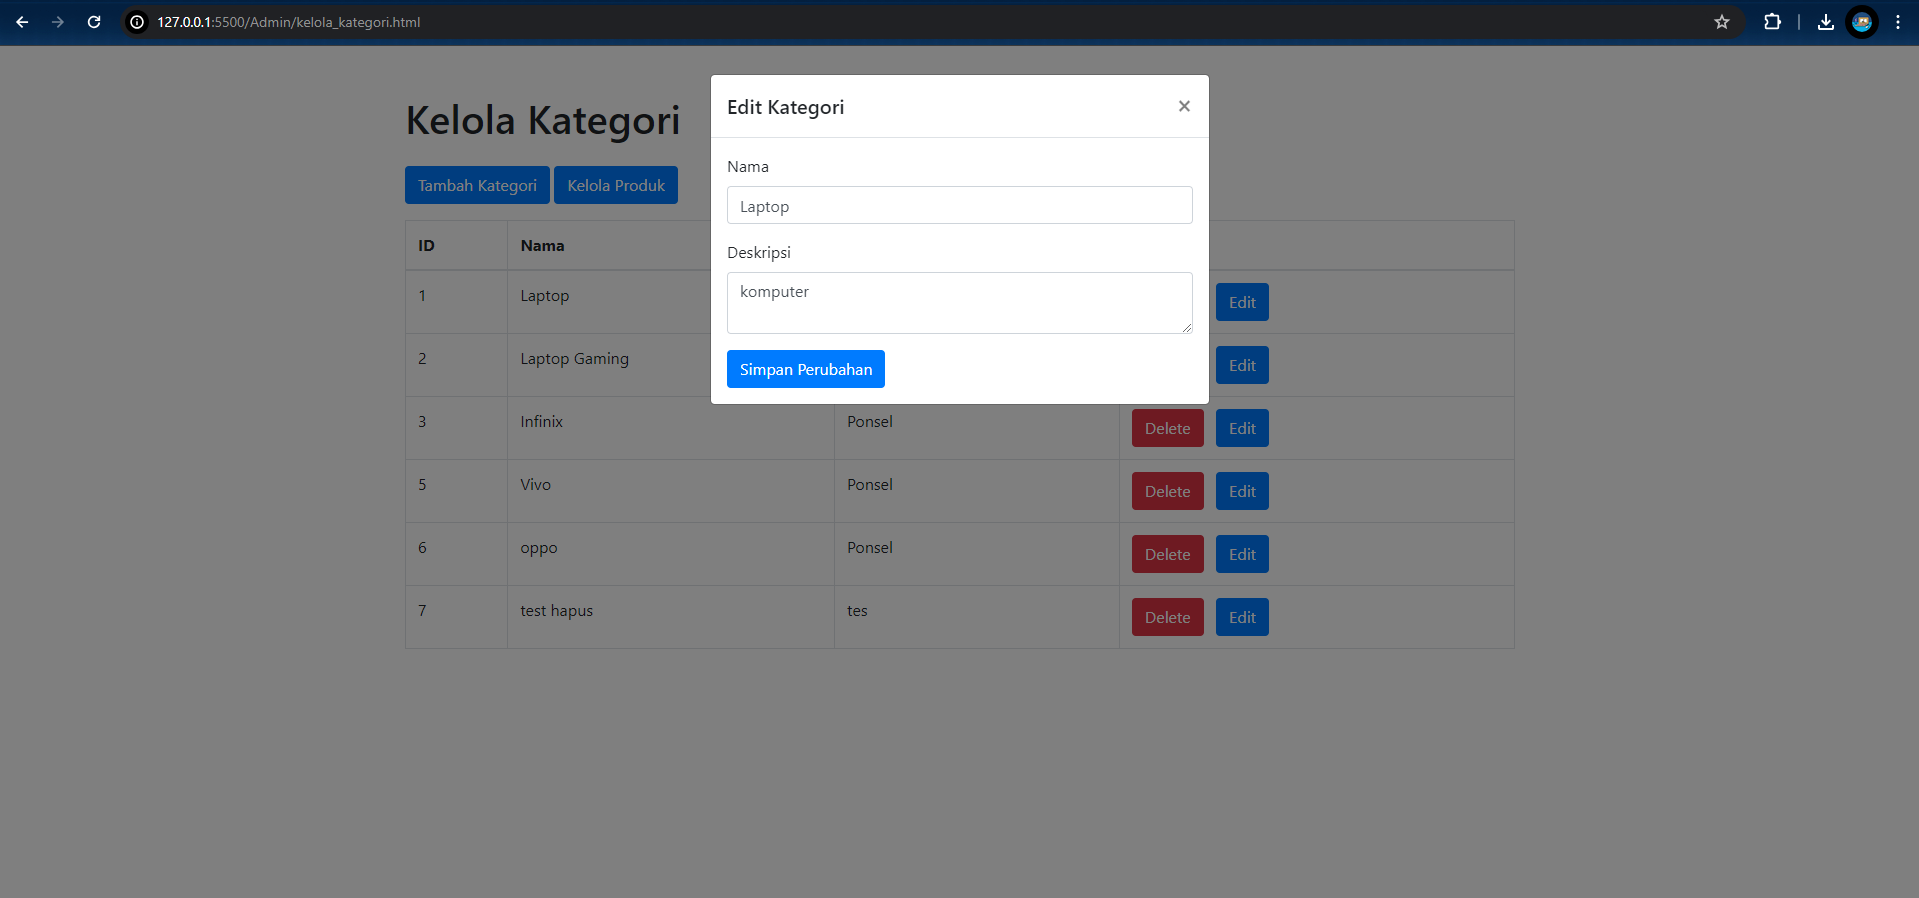 127.0.0.1:5500/Admin/kelola_kategori.html
Kelola Kategori
Tambah Kategori Kelola Produk
Edit Kategori ×
Nama
Laptop
Deskripsi
komputer
Simpan Perubahan
ID Nama
1 Laptop Edit
2 Laptop Gaming Edit
3 Infinix Ponsel Delete Edit
5 Vivo Ponsel Delete Edit
6 oppo Ponsel Delete Edit
7 test hapus tes Delete Edit